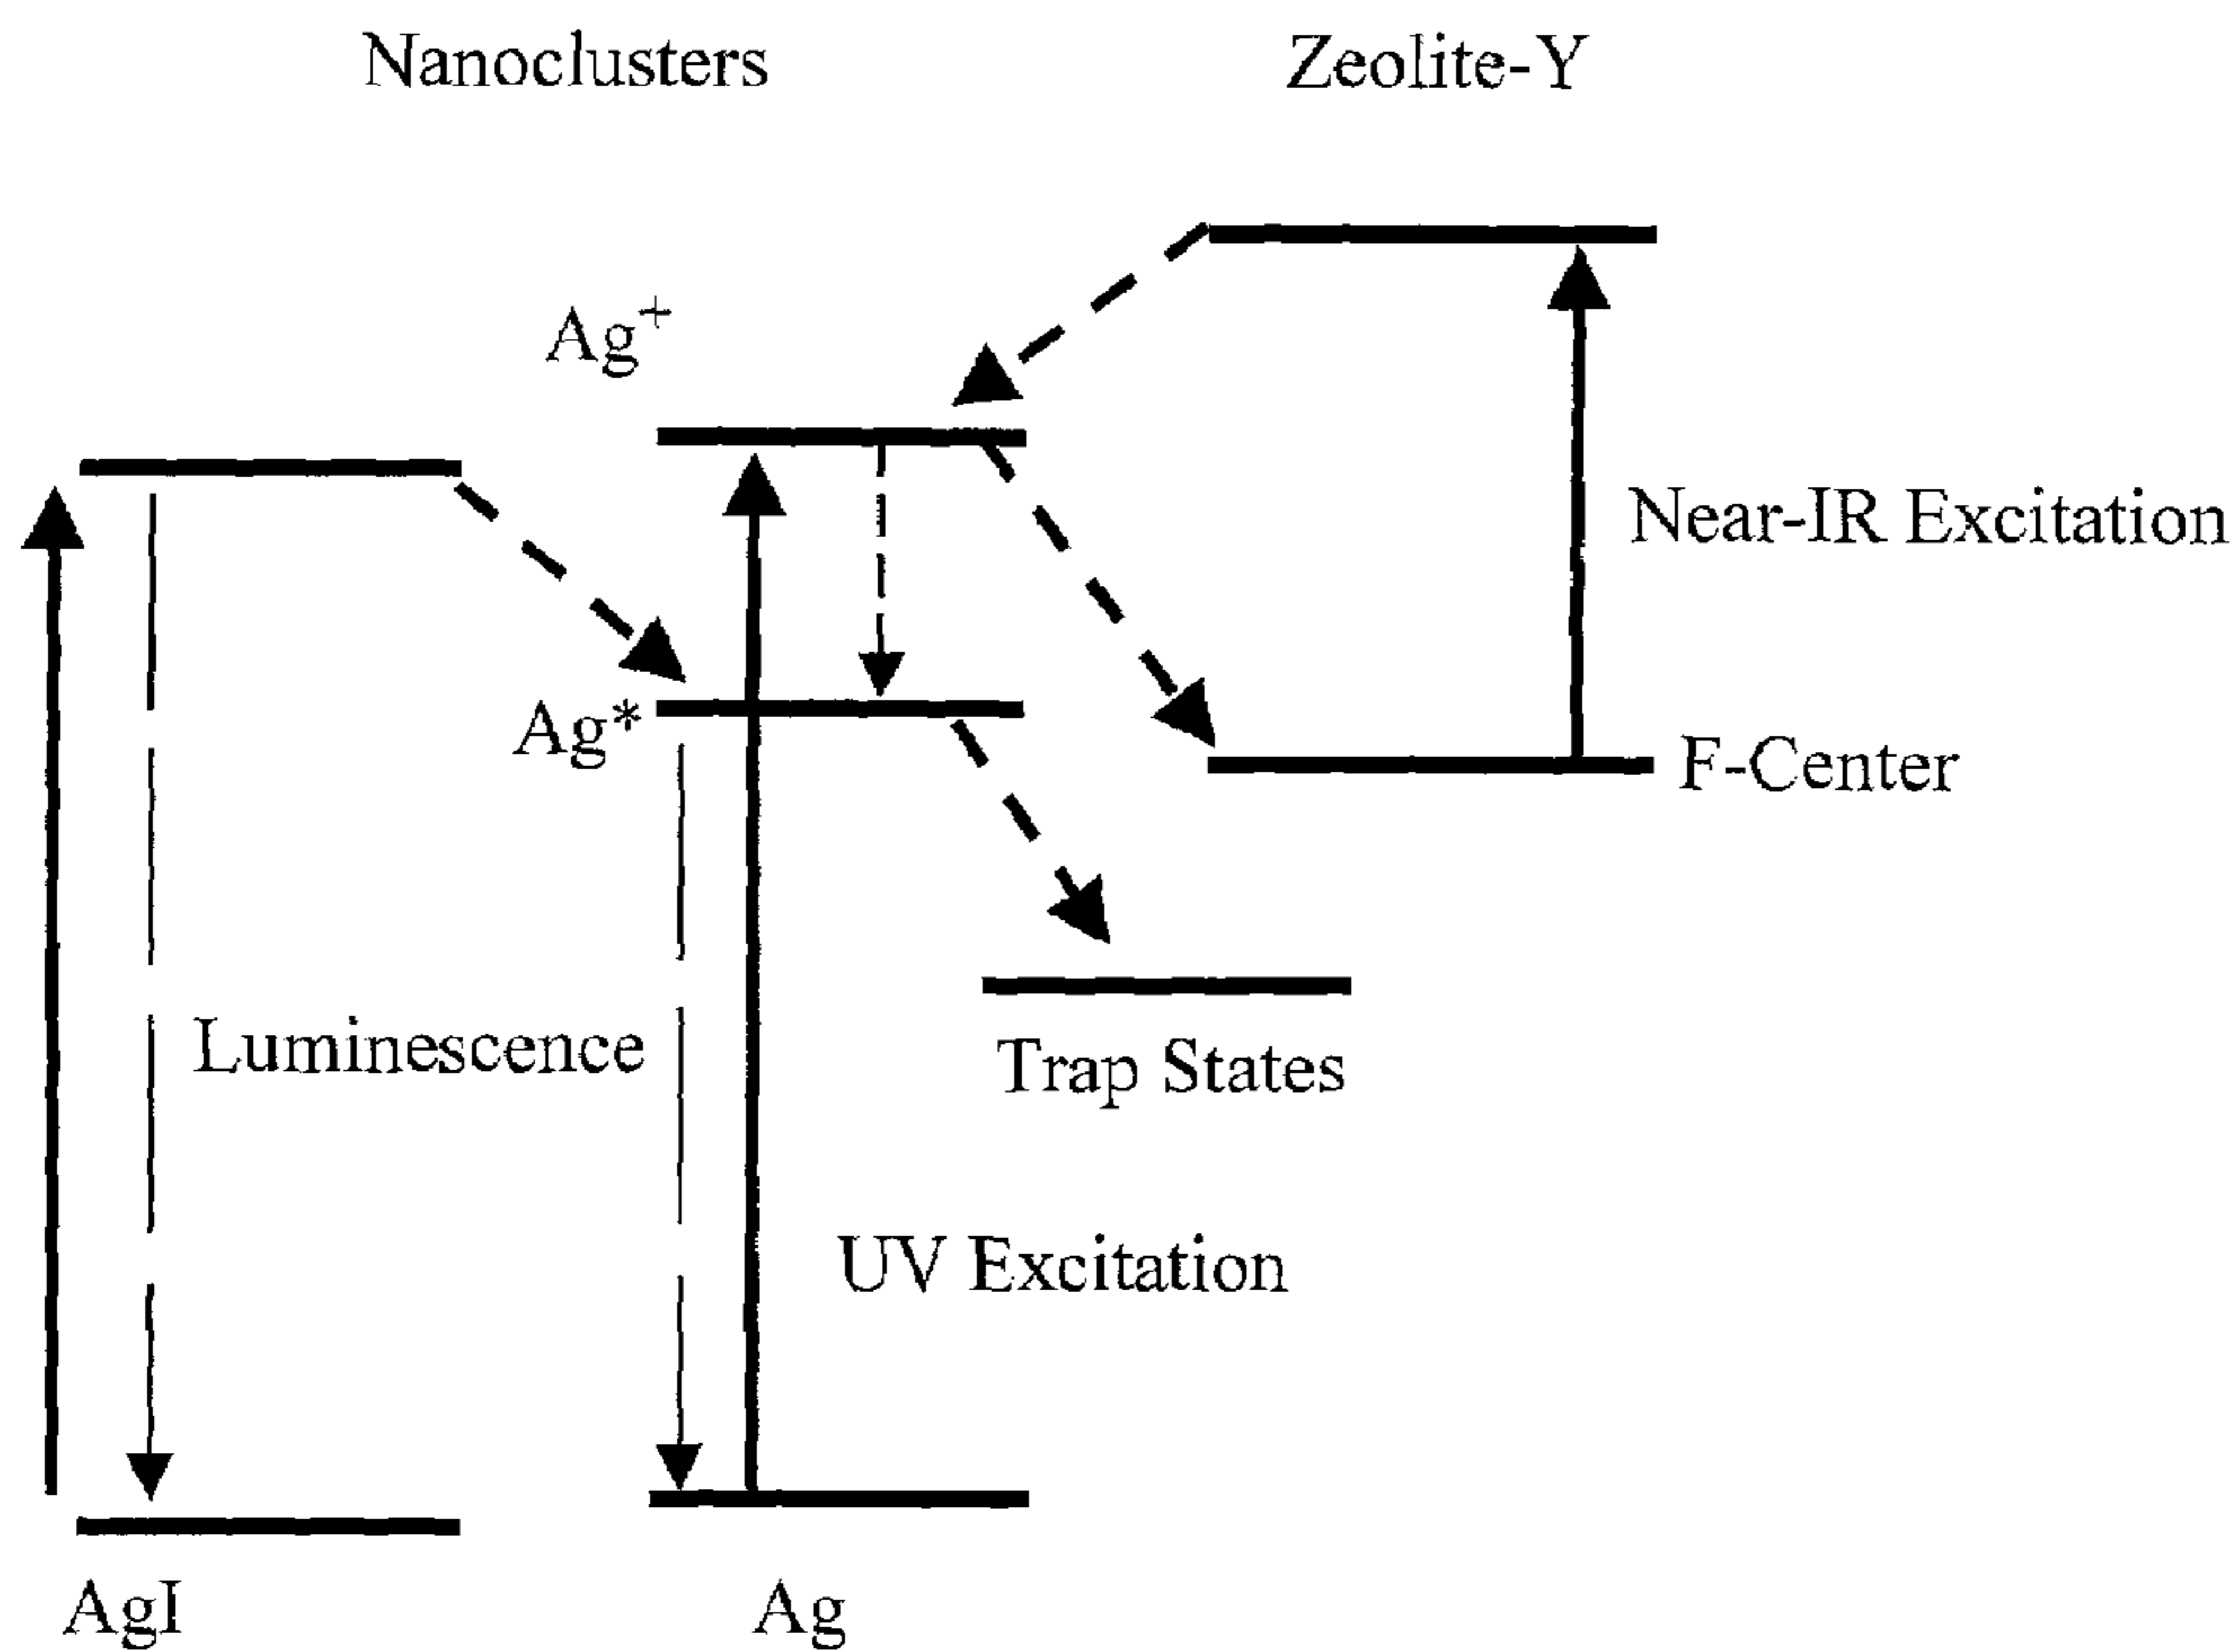 Nanoclusters
Zeolite-Y
Ag⁺
Near-IR Excitation
Ag*
F-Center
Luminescence
Trap States
UV Excitation
AgI
Ag